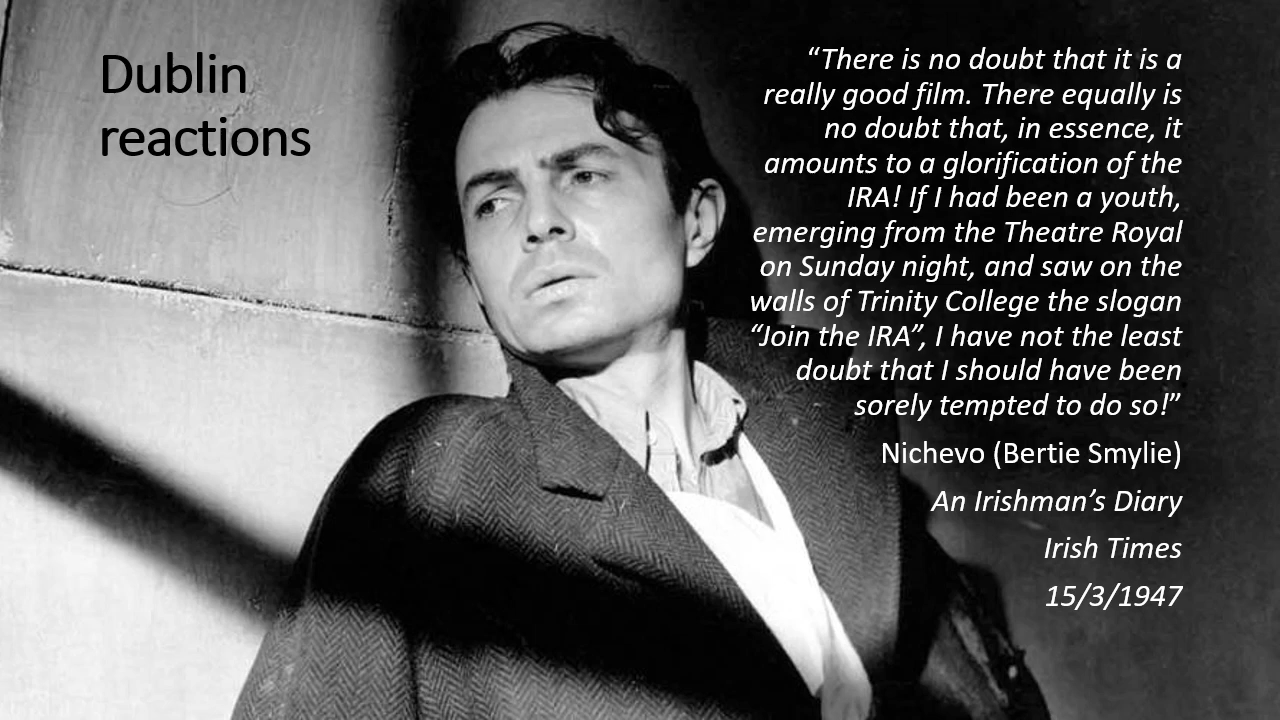 Dublin
reactions
“There is no doubt that it is a
really good film. There equally is
no doubt that, in essence, it
amounts to a glorification of the
IRA! If I had been a youth,
emerging from the Theatre Royal
on Sunday night, and saw on the
walls of Trinity College the slogan
“Join the IRA”, I have not the least
doubt that I should have been
sorely tempted to do so!”
Nichevo (Bertie Smylie)
An Irishman’s Diary
Irish Times
15/3/1947